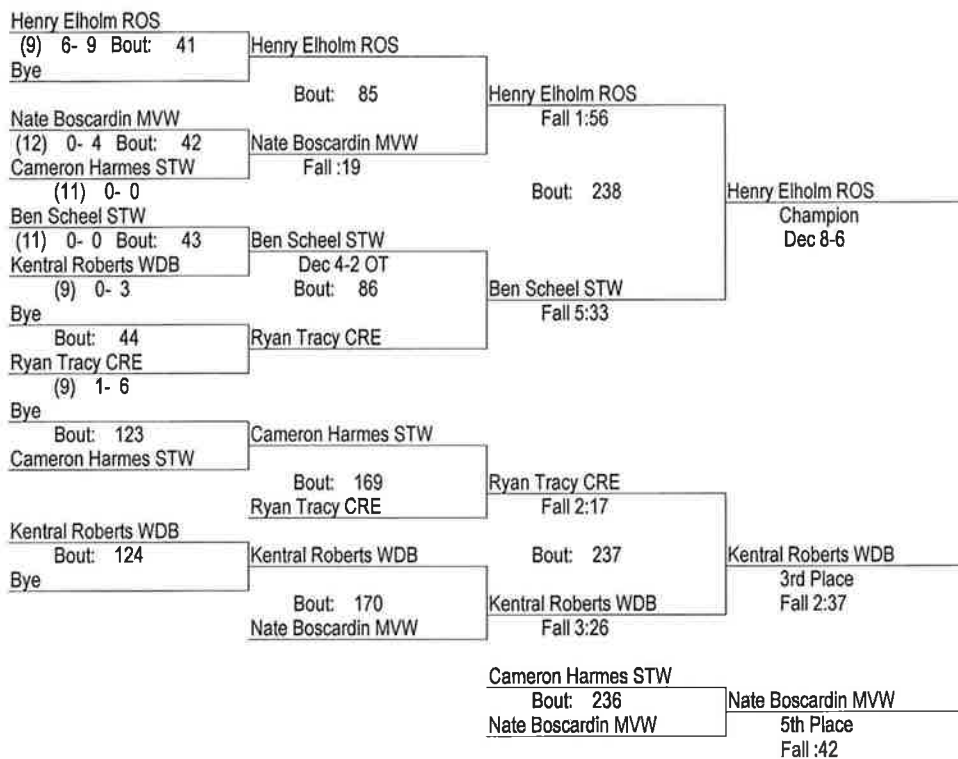 Henry Elholm ROS
(9) 6- 9 Bout: 41
Bye
Henry Elholm ROS
Bout: 85
Nate Boscardin MVW
(12) 0- 4 Bout: 42
Cameron Harmes STW
(11) 0- 0
Nate Boscardin MVW
Fall :19
Henry Elholm ROS
Fall 1:56
Bout: 238
Ben Scheel STW
(11) 0- 0 Bout: 43
Kentral Roberts WDB
(9) 0- 3
Ben Scheel STW
Dec 4-2 OT
Bout: 86
Bye
Bout: 44
Ryan Tracy CRE
(9) 1- 6
Ryan Tracy CRE
Ben Scheel STW
Fall 5:33
Henry Elholm ROS
Champion
Dec 8-6
Bye
Bout: 123
Cameron Harmes STW
Cameron Harmes STW
Bout: 169
Ryan Tracy CRE
Ryan Tracy CRE
Fall 2:17
Bout: 237
Kentral Roberts WDB
Bout: 124
Bye
Kentral Roberts WDB
Bout: 170
Nate Boscardin MVW
Kentral Roberts WDB
Fall 3:26
Kentral Roberts WDB
3rd Place
Fall 2:37
Cameron Harmes STW
Bout: 236
Nate Boscardin MVW
Nate Boscardin MVW
5th Place
Fall :42